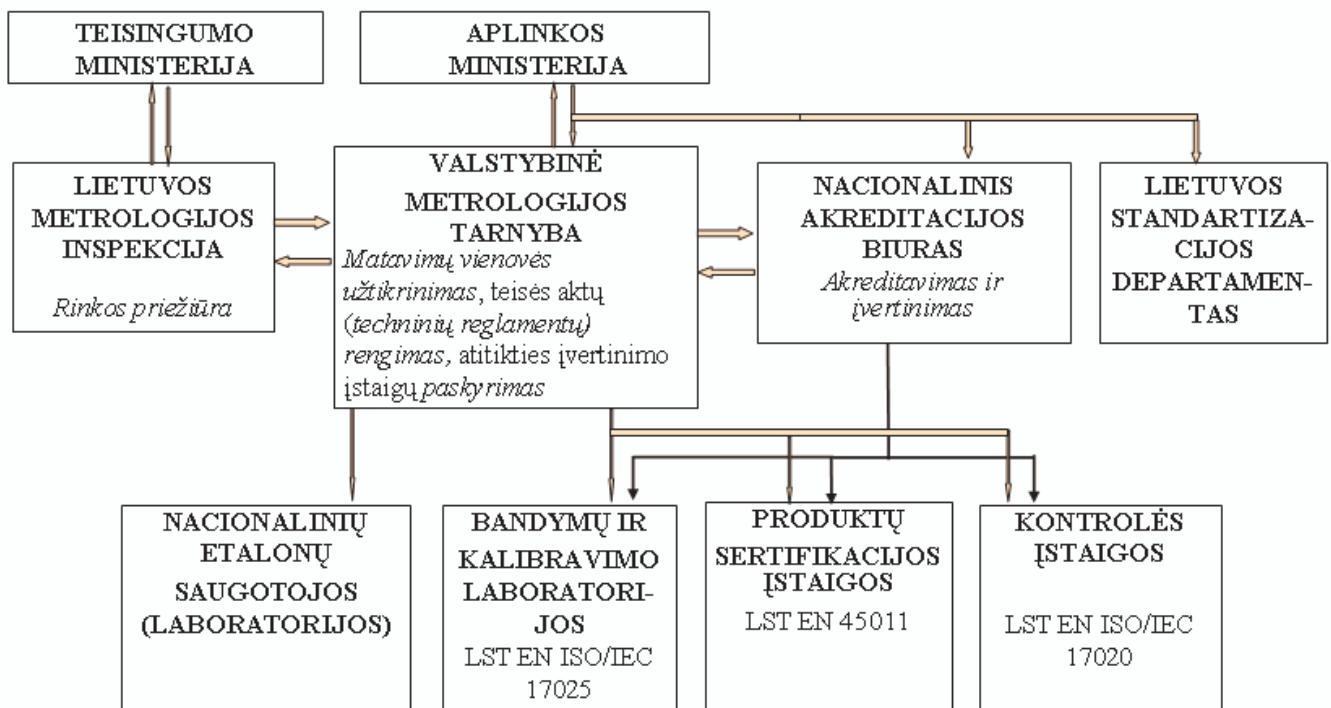 TEISINGUMO
MINISTERIJA
APLINKOS
MINISTERIJA
LIETUVOS
METROLOGIJOS
INSPEKCIJA
Rinkos priežiūra
VALSTYBINĖ
METROLOGIJOS
TARNYBA
Matavimų vienovės
užtikrinimas, teisės aktų
(techninių reglamentų)
rengimas, atitikties įvertinimo
įstaigų paskyrimas
NACIONALINIS
AKREDITACIJOS
BIURAS
Akreditavimas ir
įvertinimas
LIETUVOS
STANDARTIZA-
CIJOS
DEPARTAMEN-
TAS
NACIONALINIŲ
ETALONŲ
SAUGOTOJOS
(LABORATORIJOS)
BANDYMŲ IR
KALIBRAVIMO
LABORATORI-
JOS
LST EN ISO/IEC
17025
PRODUKTŲ
SERTIFIKACIJOS
ĮSTAIGOS
LST EN 45011
KONTROLĖS
ĮSTAIGOS
LST EN ISO/IEC
17020